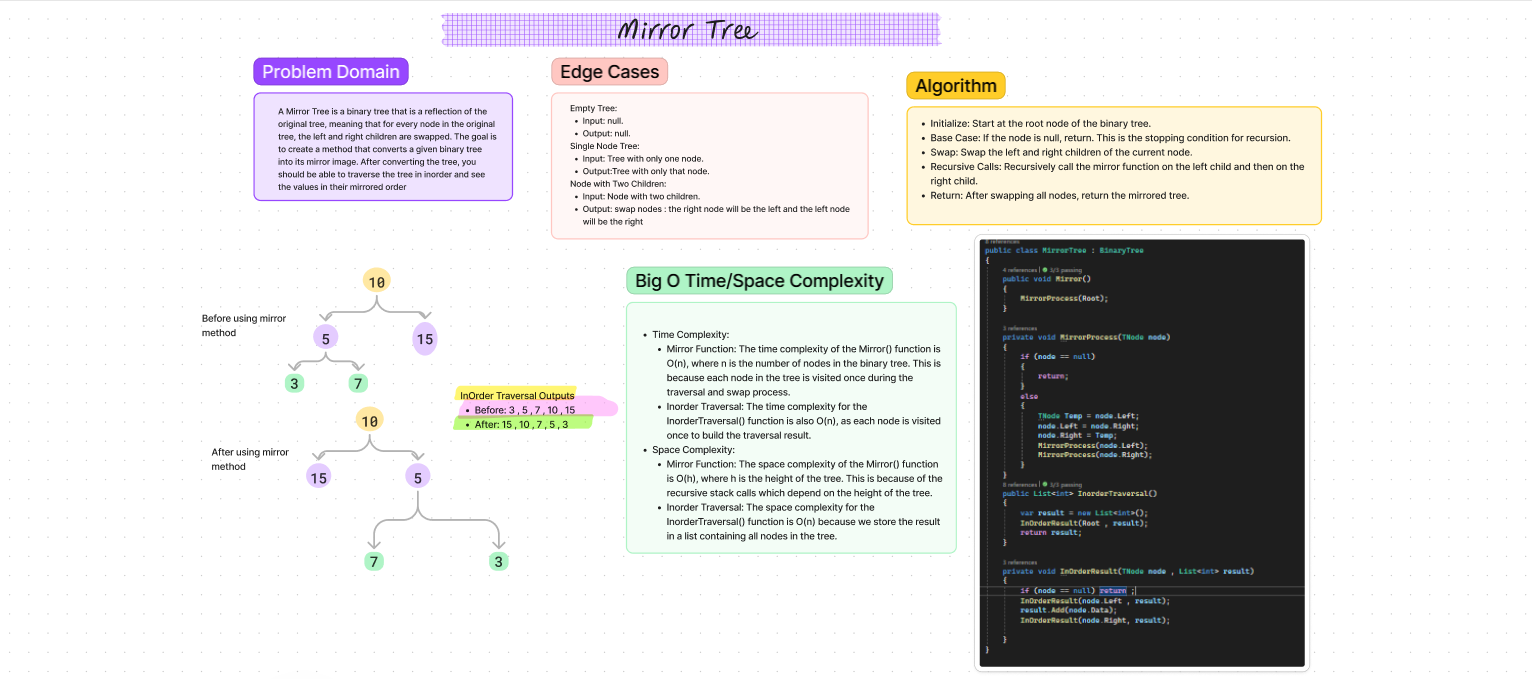 Mirror Tree
Problem Domain
A Mirror Tree is a binary tree that is a reflection of the
original tree, meaning that for every node in the original
tree, the left and right children are swapped. The goal is
to create a method that converts a given binary tree
into its mirror image. After converting the tree, you
should be able to traverse the tree in inorder and see
the values in their mirrored order
Edge Cases
Empty Tree:
• Input: null.
• Output: null.
Single Node Tree:
• Input: Tree with only one node.
• Output:Tree with only that node.
Node with Two Children:
• Input: Node with two children.
• Output: swap nodes : the right node will be the left and the left node
will be the right
Algorithm
• Initialize: Start at the root node of the binary tree.
• Base Case: If the node is null, return. This is the stopping condition for recursion.
• Swap: Swap the left and right children of the current node.
• Recursive Calls: Recursively call the mirror function on the left child and then on the
right child.
• Return: After swapping all nodes, return the mirrored tree.
Before using mirror
method
10
5
15
3
7
After using mirror
method
10
15
5
7
3
InOrder Traversal Outputs
• Before: 3 , 5 , 7 , 10 , 15
• After: 15 , 10 , 7 , 5 , 3
Big O Time/Space Complexity
• Time Complexity:
• Mirror Function: The time complexity of the Mirror() function is
O(n), where n is the number of nodes in the binary tree. This is
because each node in the tree is visited once during the
traversal and swap process.
• Inorder Traversal: The time complexity for the
InorderTraversal() function is also O(n), as each node is visited
once to build the traversal result.
• Space Complexity:
• Mirror Function: The space complexity of the Mirror() function
is O(h), where h is the height of the tree. This is because of the
recursive stack calls which depend on the height of the tree.
• Inorder Traversal: The space complexity for the
InorderTraversal() function is O(n) because we store the result
in a list containing all nodes in the tree.
8 references
public class MirrorTree : BinaryTree
{
4 references | 3/3 passing
public void Mirror()
{
MirrorProcess(Root);
}
3 references
private void MirrorProcess(TNode node)
{
if (node == null)
{
return;
}
else
{
TNode Temp = node.Left;
node.Left = node.Right;
node.Right = Temp;
MirrorProcess(node.Left);
MirrorProcess(node.Right);
}
}
8 references | 3/3 passing
public List<int> InorderTraversal()
{
var result = new List<int>();
InOrderResult(Root , result);
return result;
}
3 references
private void InOrderResult(TNode node , List<int> result)
{
if (node == null) return ;
InOrderResult(node.Left , result);
result.Add(node.Data);
InOrderResult(node.Right, result);
}
}